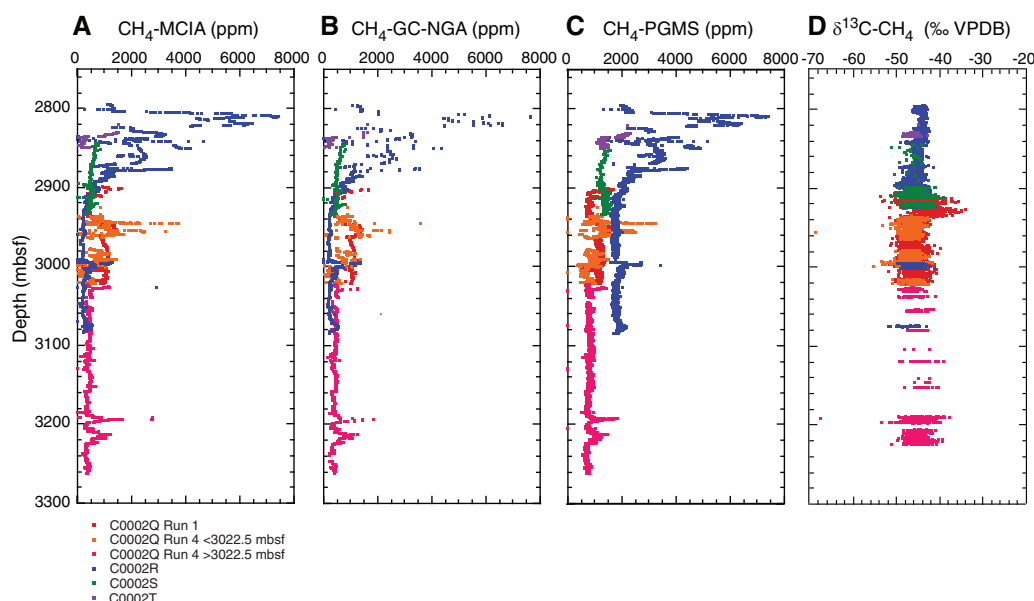 A CH4-MCIA (ppm)
0 2000 4000 6000 8000
B CH4-GC-NGA (ppm)
0 2000 4000 6000 8000
C CH4-PGMS (ppm)
0 2000 4000 6000 8000
D δ13C-CH4 (‰ VPDB)
-70 -60 -50 -40 -30 -20
Depth (mbsf)
2800
2900
3000
3100
3200
3300
C0002Q Run 1
C0002Q Run 4 <3022.5 mbsf
C0002Q Run 4 >3022.5 mbsf
C0002R
C0002S
C0002T